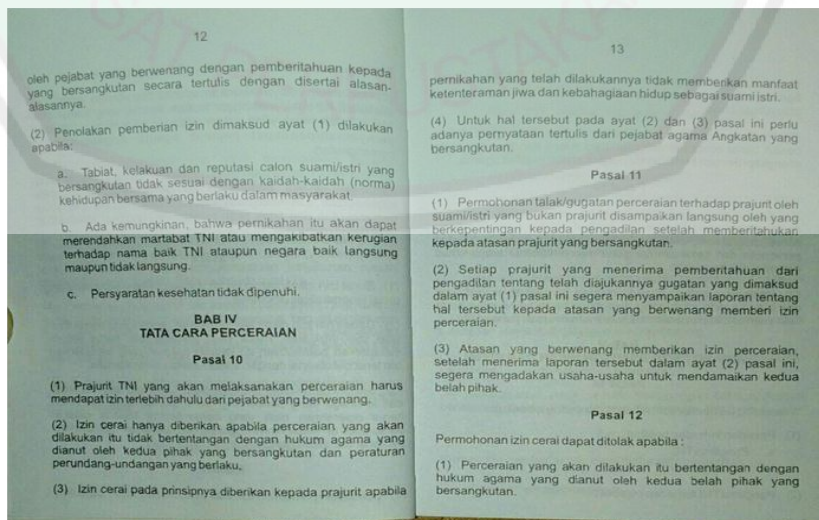 12
oleh pejabat yang berwenang dengan pemberitahuan kepada
yang bersangkutan secara tertulis dengan disertai alasan-
alasannya.
(2) Penolakan pemberian izin dimaksud ayat (1) dilakukan
apabila:
a. Tabiat, kelakuan dan reputasi calon suami/istri yang
bersangkutan tidak sesuai dengan kaidah-kaidah (norma)
kehidupan bersama yang berlaku dalam masyarakat.
b. Ada kemungkinan, bahwa pernikahan itu akan dapat
merendahkan martabat TNI atau mengakibatkan kerugian
terhadap nama baik TNI ataupun negara baik langsung
maupun tidak langsung.
c. Persyaratan kesehatan tidak dipenuhi.
BAB IV
TATA CARA PERCERAIAN
Pasal 10
(1) Prajurit TNI yang akan melaksanakan perceraian harus
mendapat izin terlebih dahulu dari pejabat yang berwenang.
(2) Izin cerai hanya diberikan apabila perceraian yang akan
dilakukan itu tidak bertentangan dengan hukum agama yang
dianut oleh kedua pihak yang bersangkutan dan peraturan
perundang-undangan yang berlaku.
(3) Izin cerai pada prinsipnya diberikan kepada prajurit apabila
13
pernikahan yang telah dilakukannya tidak memberikan manfaat
ketenteraman jiwa dan kebahagiaan hidup sebagai suami istri.
(4) Untuk hal tersebut pada ayat (2) dan (3) pasal ini perlu
adanya pernyataan tertulis dari pejabat agama Angkatan yang
bersangkutan.
Pasal 11
(1) Permohonan talak/gugatan perceraian terhadap prajurit oleh
suami/istri yang bukan prajurit disampaikan langsung oleh yang
berkepentingan kepada pengadilan setelah memberitahukan
kepada atasan prajurit yang bersangkutan.
(2) Setiap prajurit yang menerima pemberitahuan dari
pengadilan tentang telah diajukannya gugatan yang dimaksud
dalam ayat (1) pasal ini segera menyampaikan laporan tentang
hal tersebut kepada atasan yang berwenang memberi izin
perceraian.
(3) Atasan yang berwenang memberikan izin perceraian,
setelah menerima laporan tersebut dalam ayat (2) pasal ini,
segera mengadakan usaha-usaha untuk mendamaikan kedua
belah pihak.
Pasal 12
Permohonan izin cerai dapat ditolak apabila :
(1) Perceraian yang akan dilakukan itu bertentangan dengan
hukum agama yang dianut oleh kedua belah pihak yang
bersangkutan.